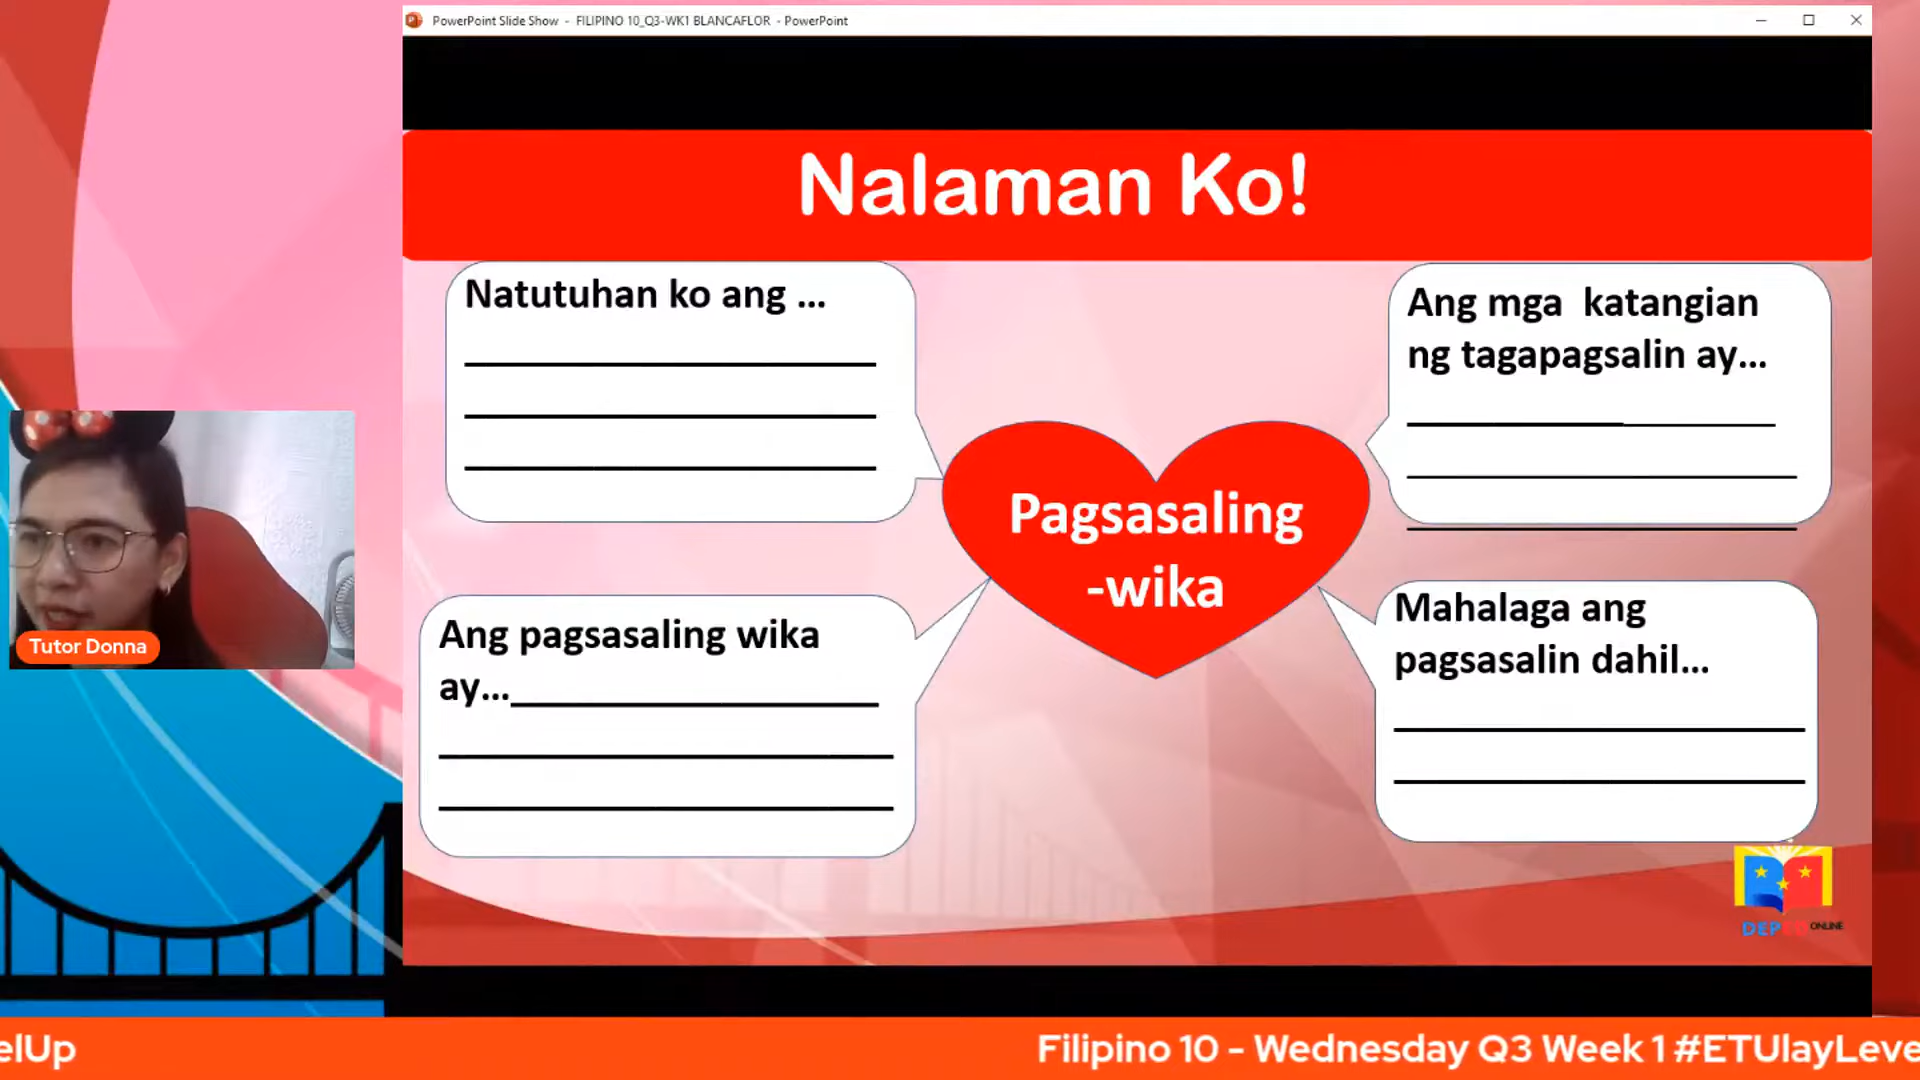 PowerPoint Slide Show - FILIPINO 10_Q3-WK1 BLANCAFLOR - PowerPoint
Nalaman Ko!
Natutuhan ko ang ...
Ang mga katangian
ng tagapagsalin ay...
Pagsasaling
-wika
Ang pagsasaling wika
ay...
Mahalaga ang
pagsasalin dahil...
Tutor Donna
DEPED ONLINE
elUp
Filipino 10 - Wednesday Q3 Week 1 #ETUlayLeve